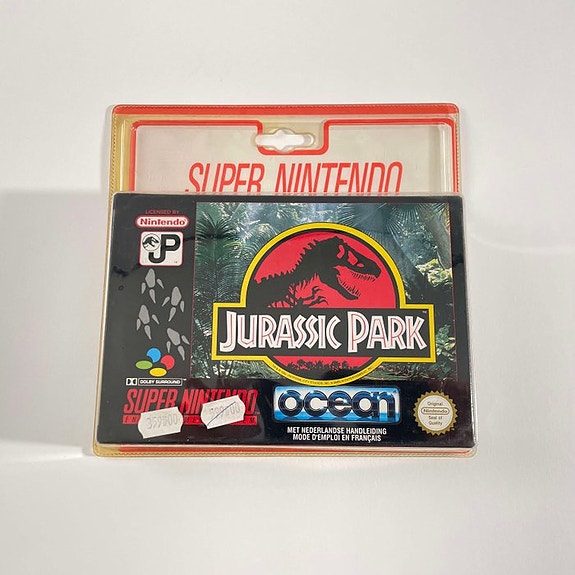 SUPER NINTENDO
LICENSED BY
Nintendo
JP
JURASSIC PARK
DOLBY SURROUND
SUPER NINTENDO
ocean
MET NEDERLANDSE HANDLEIDING
MODE D'EMPLOI EN FRANÇAIS
Original
Nintendo
Seal of
Quality